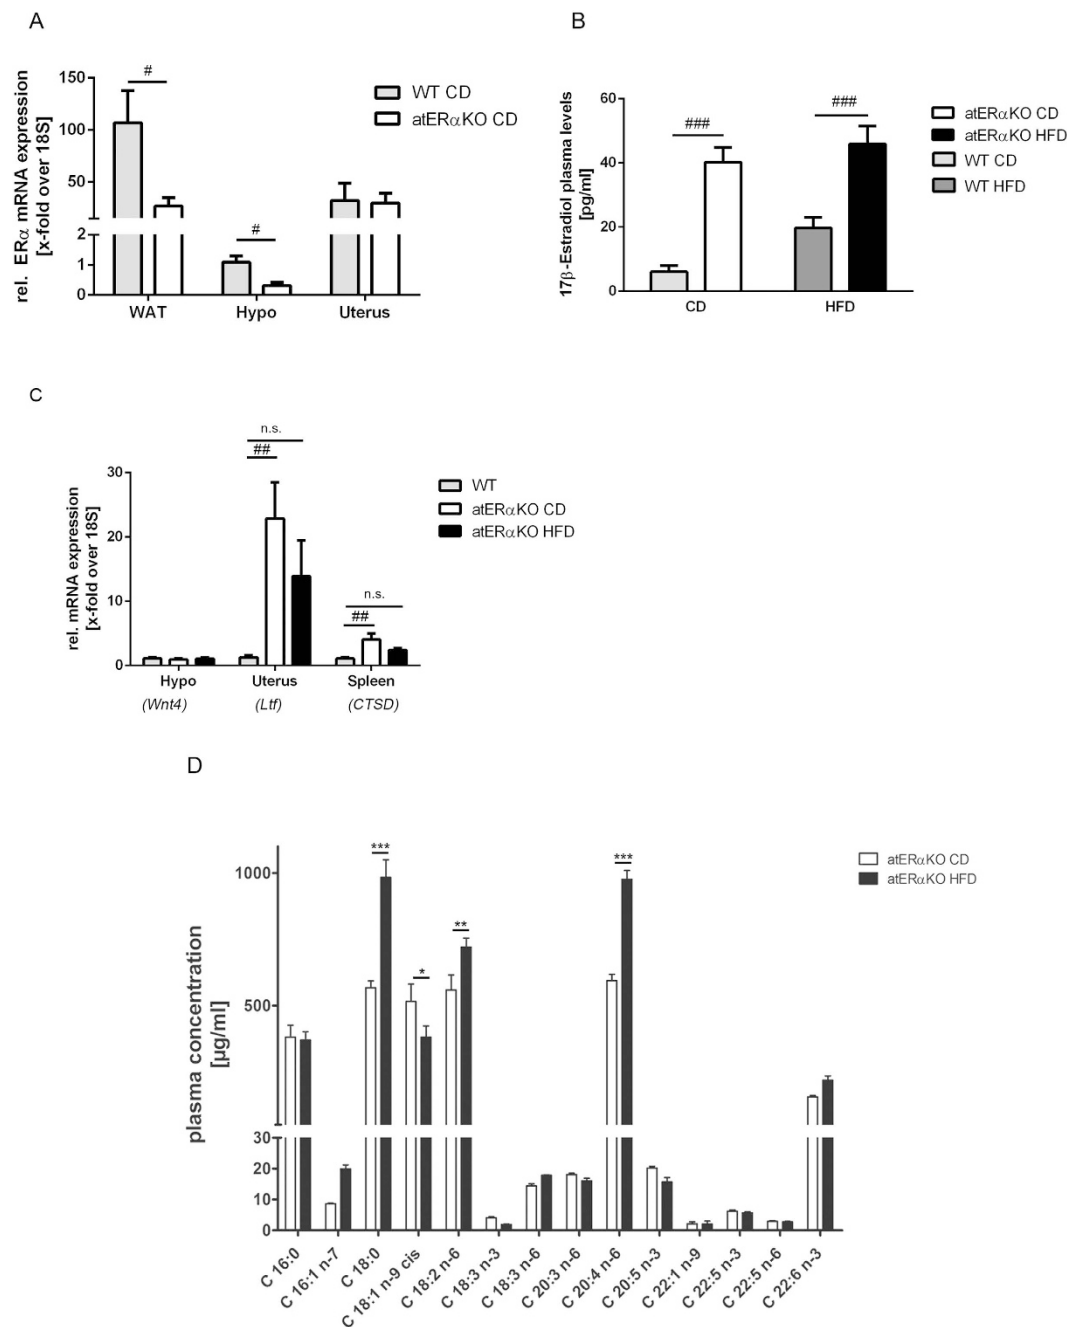 A
rel. ERα mRNA expression
[x-fold over 18S]
150
100
50
2
1
0
#
#
WAT
Hypo
Uterus
WT CD
atERαKO CD
B
17β-Estradiol plasma levels
[pg/ml]
60
40
20
0
###
###
CD
HFD
atERαKO CD
atERαKO HFD
WT CD
WT HFD
C
rel. mRNA expression
[x-fold over 18S]
30
20
10
0
n.s.
##
n.s.
##
Hypo
Uterus
Spleen
(Wnt4)
(Ltf)
(CTSD)
WT
atERαKO CD
atERαKO HFD
D
plasma concentration
[µg/ml]
1000
500
30
20
10
0
***
*
**
***
C 16:0
C 16:1 n-7
C 18:0
C 18:1 n-9 cis
C 18:2 n-6
C 18:3 n-3
C 18:3 n-6
C 20:3 n-6
C 20:4 n-6
C 20:5 n-3
C 22:1 n-9
C 22:5 n-3
C 22:5 n-6
C 22:6 n-3
atERαKO CD
atERαKO HFD